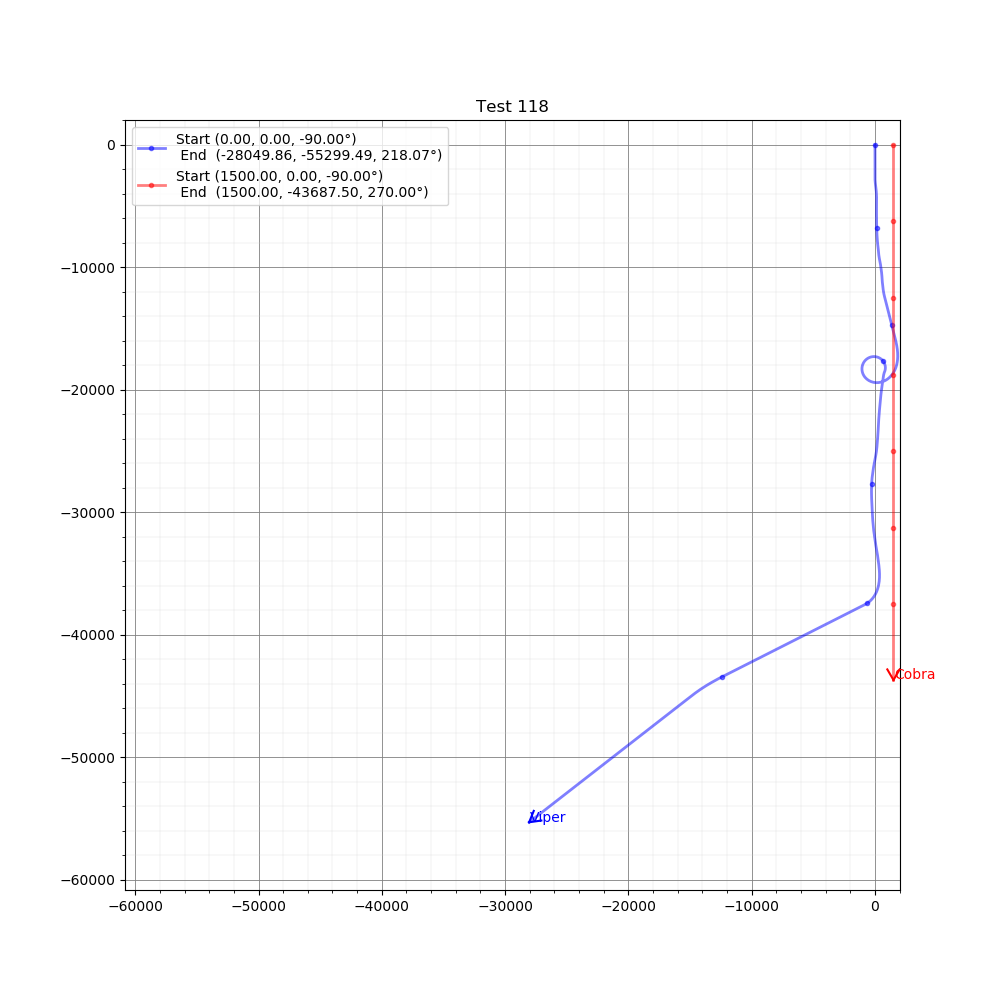 Test 118
Start (0.00, 0.00, -90.00°)
End (-28049.86, -55299.49, 218.07°)
Start (1500.00, 0.00, -90.00°)
End (1500.00, -43687.50, 270.00°)
0
−10000
−20000
−30000
−40000
−50000
−60000
Cobra
Viper
−60000 −50000 −40000 −30000 −20000 −10000 0